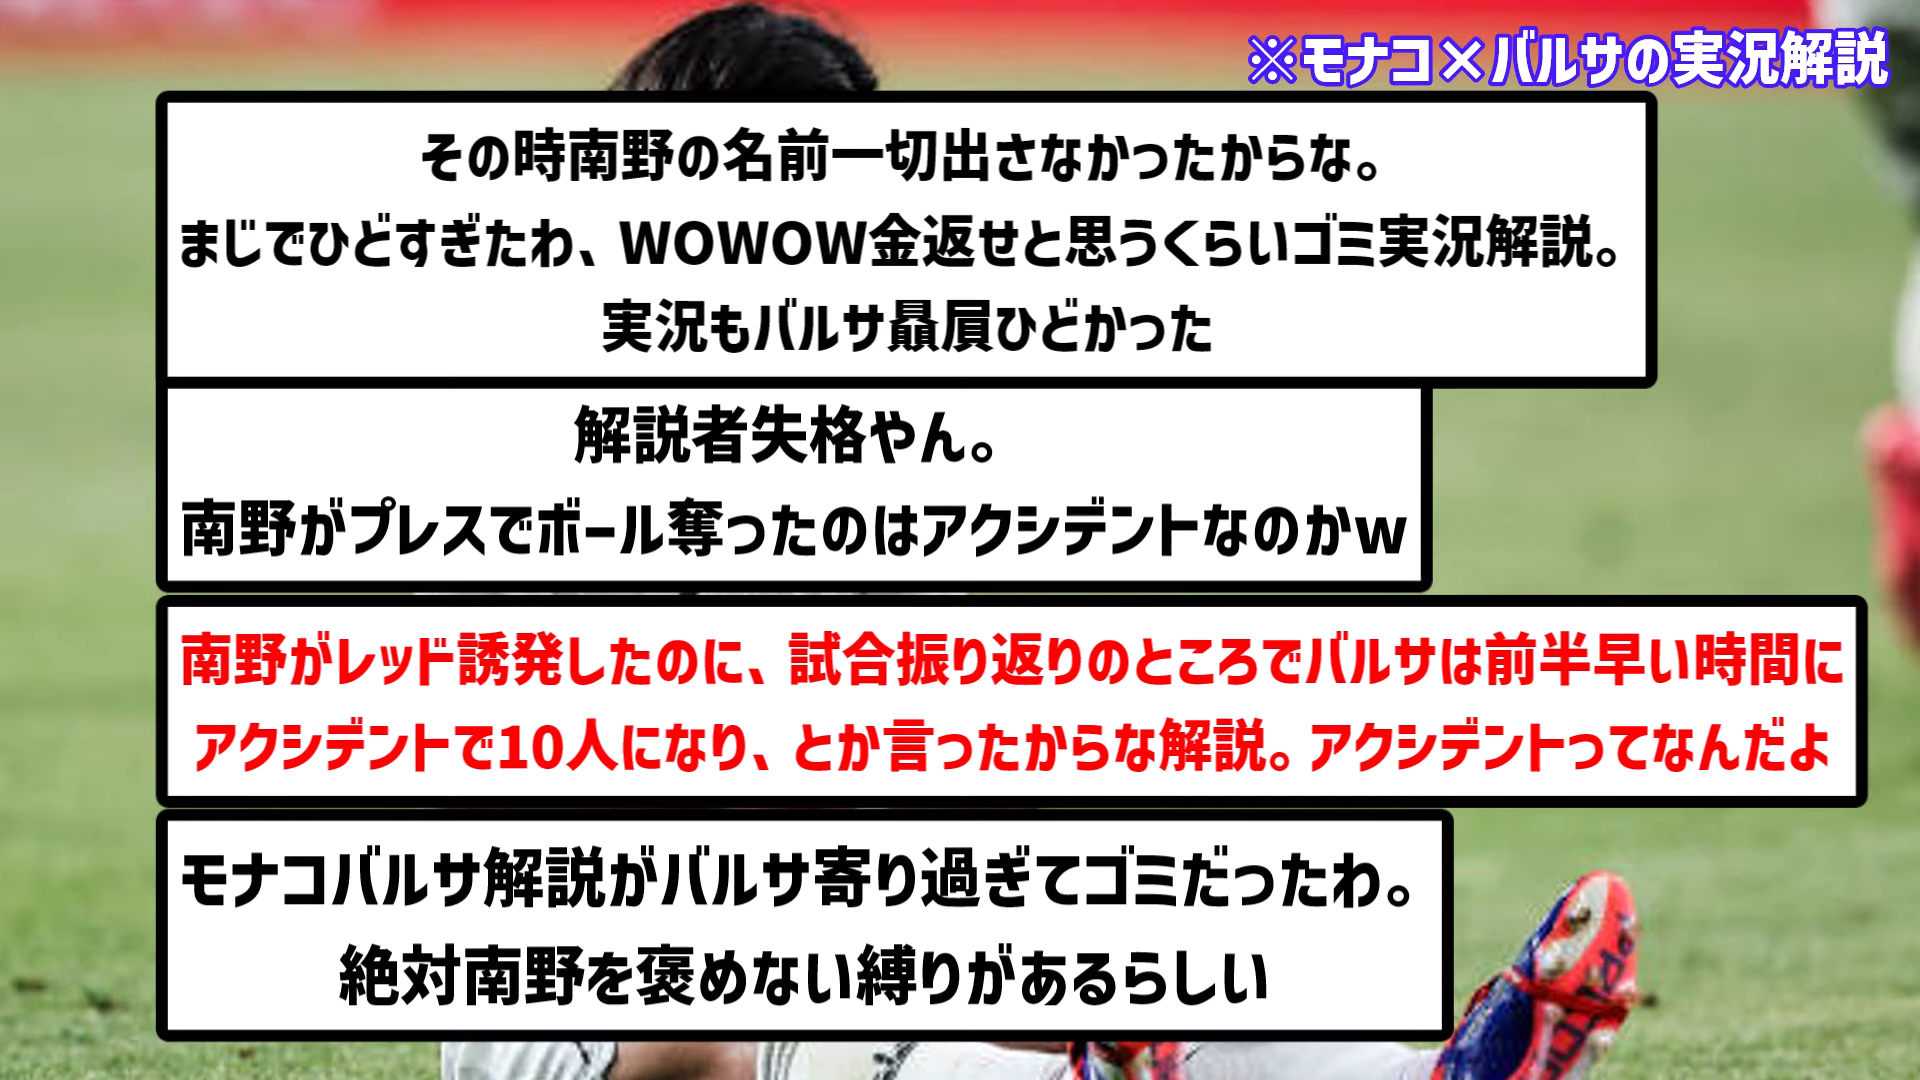 ※モナコ×バルサの実況解説
その時南野の名前一切出さなかったからな。
まじでひどすぎたわ、WOWOW金返せと思うくらいゴミ実況解説。
実況もバルサ贔屓ひどかった
解説者失格やん。
南野がプレスでボール奪ったのはアクシデントなのかw
南野がレッド誘発したのに、試合振り返りのところでバルサは前半早い時間に
アクシデントで10人になり、とか言ったからな解説。アクシデントってなんだよ
モナコバルサ解説がバルサ寄り過ぎてゴミだったわ。
絶対南野を褒めない縛りがあるらしい